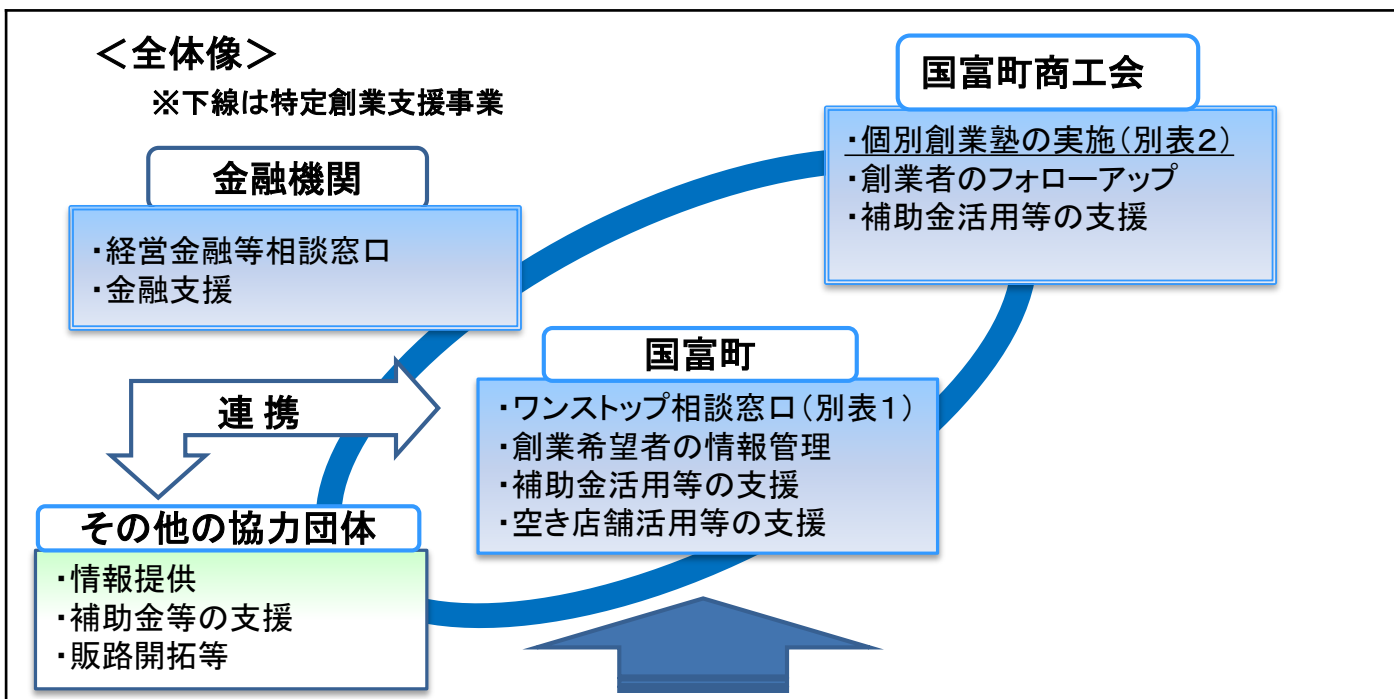 ＜全体像＞
※下線は特定創業支援事業
国富町商工会
・個別創業塾の実施(別表２)
・創業者のフォローアップ
・補助金活用等の支援
金融機関
・経営金融等相談窓口
・金融支援
国富町
・ワンストップ相談窓口(別表１)
・創業希望者の情報管理
・補助金活用等の支援
・空き店舗活用等の支援
連 携
その他の協力団体
・情報提供
・補助金等の支援
・販路開拓等